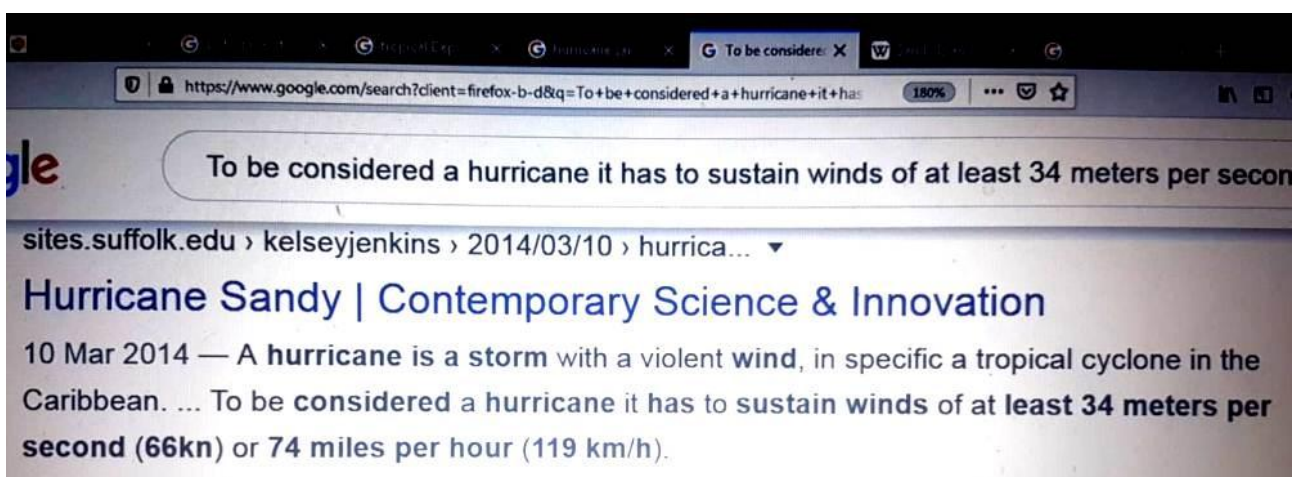 To be considere
https://www.google.com/search?client=firefox-b-d&q=To+be+considered+a+hurricane+it+has
180%
gle
To be considered a hurricane it has to sustain winds of at least 34 meters per secon
sites.suffolk.edu › kelseyjenkins › 2014/03/10 › hurrica...
Hurricane Sandy | Contemporary Science & Innovation
10 Mar 2014 — A hurricane is a storm with a violent wind, in specific a tropical cyclone in the
Caribbean. ... To be considered a hurricane it has to sustain winds of at least 34 meters per
second (66kn) or 74 miles per hour (119 km/h).